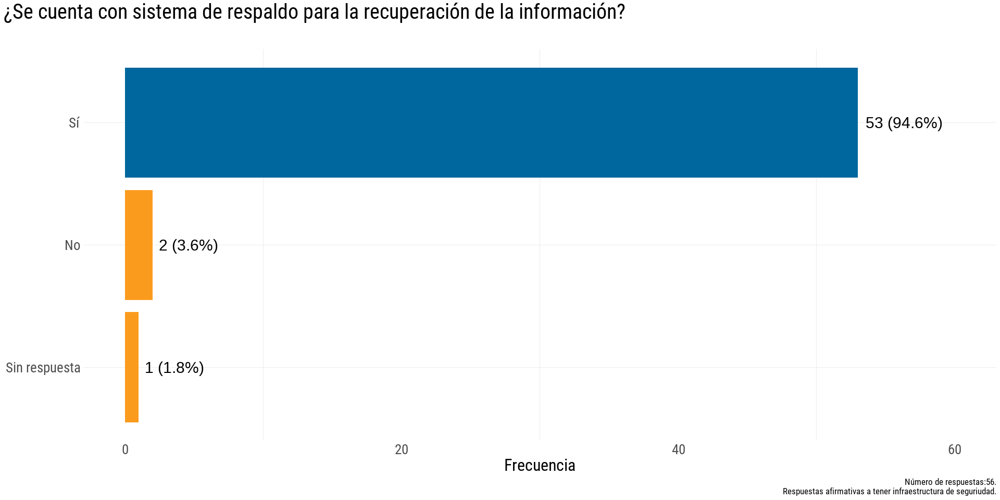 ¿Se cuenta con sistema de respaldo para la recuperación de la información?
Sí
53 (94.6%)
No
2 (3.6%)
Sin respuesta
1 (1.8%)
0 20 40 60
Frecuencia
Número de respuestas:56.
Respuestas afirmativas a tener infraestructura de seguriudad.